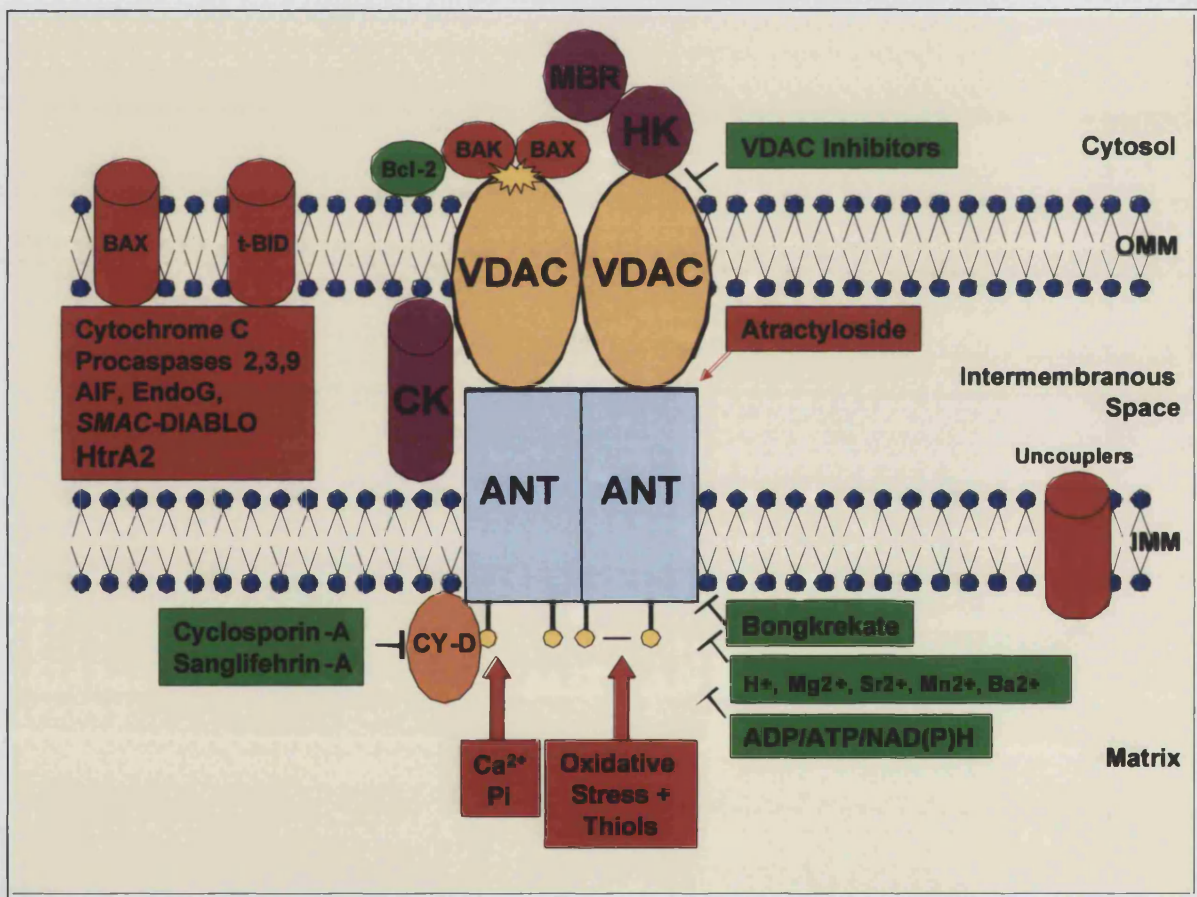 MBR
HK
BAK
BAX
Bcl-2
VDAC Inhibitors
Cytosol
BAX
t-BID
VDAC
VDAC
OMM
Cytochrome C
Procaspases 2,3,9
AIF, EndoG,
SMAC-DIABLO
HtrA2
CK
Atractyloside
Intermembranous
Space
ANT
ANT
Uncouplers
IMM
Cyclosporin-A
Sanglifehrin-A
CY-D
Bongkrekate
H+, Mg2+, Sr2+, Mn2+, Ba2+
ADP/ATP/NAD(P)H
Ca2+
Pi
Oxidative
Stress +
Thiols
Matrix